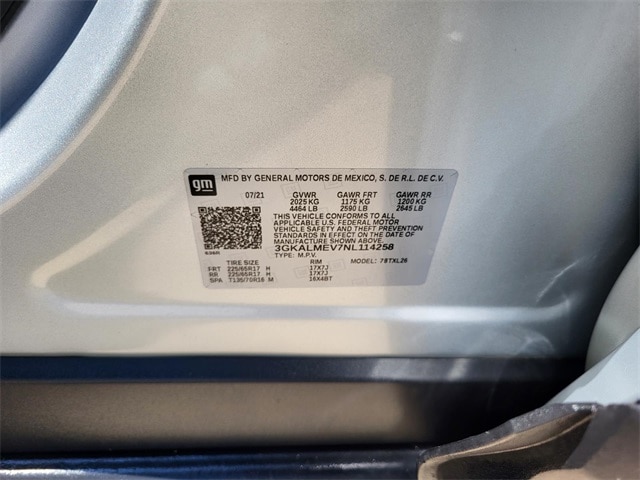 gm
MFD BY GENERAL MOTORS DE MEXICO, S. DE R.L. DE C.V.
07/21 GVWR GAWR FRT GAWR RR
2025 KG 1175 KG 1200 KG
4464 LB 2590 LB 2645 LB
THIS VEHICLE CONFORMS TO ALL
APPLICABLE U.S. FEDERAL MOTOR
VEHICLE SAFETY AND THEFT
PREVENTION STANDARDS IN EFFECT ON
THE DATE OF MANUFACTURE SHOWN ABOVE.
3GKALMEV7NL114258
TYPE: M.P.V. MODEL: 78TXL26
TIRE SIZE RIM
FRT 225/65R17 H 17X7J
RR 225/65R17 H 17X7J
SPA T135/70R16 M 16X4BT